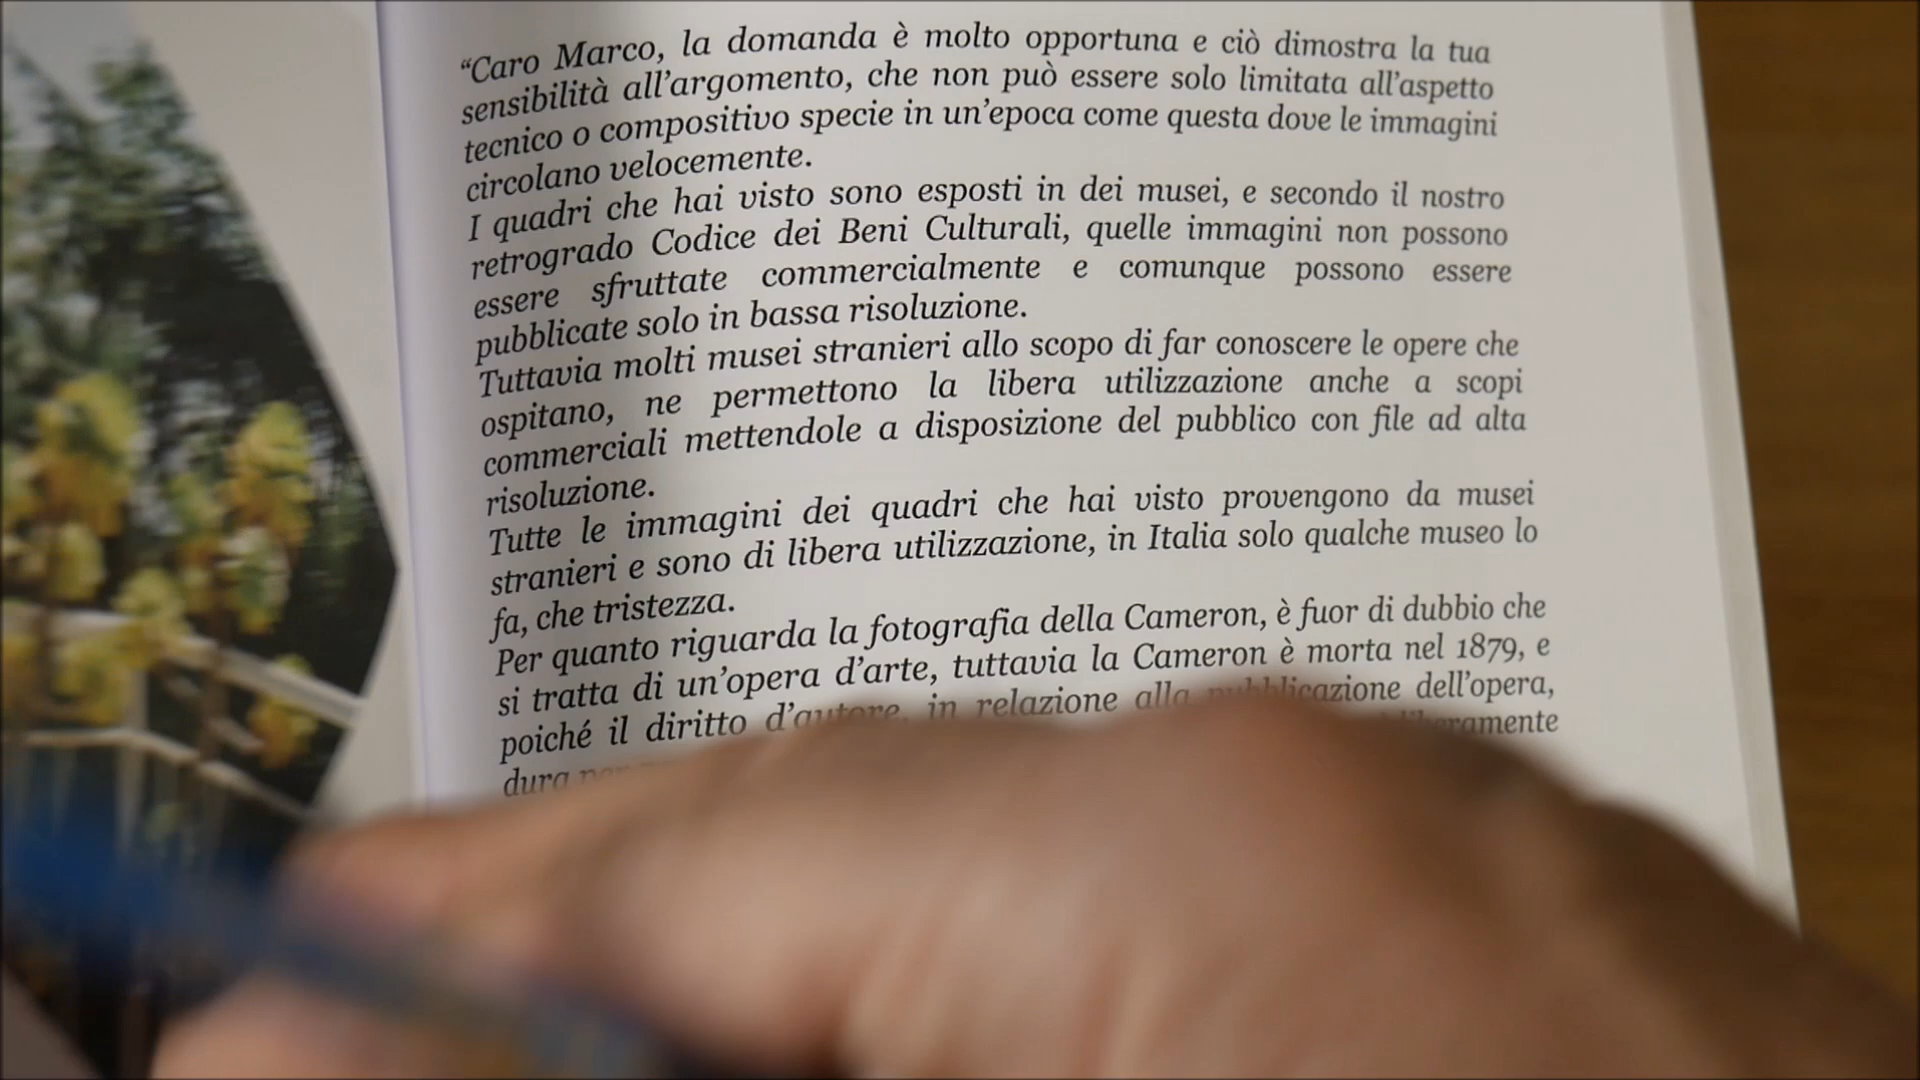 “Caro Marco, la domanda è molto opportuna e ciò dimostra la tua
sensibilità all’argomento, che non può essere solo limitata all’aspetto
tecnico o compositivo specie in un’epoca come questa dove le immagini
circolano velocemente.
I quadri che hai visto sono esposti in dei musei, e secondo il nostro
retrogrado Codice dei Beni Culturali, quelle immagini non possono
essere sfruttate commercialmente e comunque possono essere
pubblicate solo in bassa risoluzione.
Tuttavia molti musei stranieri allo scopo di far conoscere le opere che
ospitano, ne permettono la libera utilizzazione anche a scopi
commerciali mettendole a disposizione del pubblico con file ad alta
risoluzione.
Tutte le immagini dei quadri che hai visto provengono da musei
stranieri e sono di libera utilizzazione, in Italia solo qualche museo lo
fa, che tristezza.
Per quanto riguarda la fotografia della Cameron, è fuor di dubbio che
si tratta di un’opera d’arte, tuttavia la Cameron è morta nel 1879, e
poiché il diritto d’autore, in relazione alla pubblicazione dell’opera,
dura liberamente